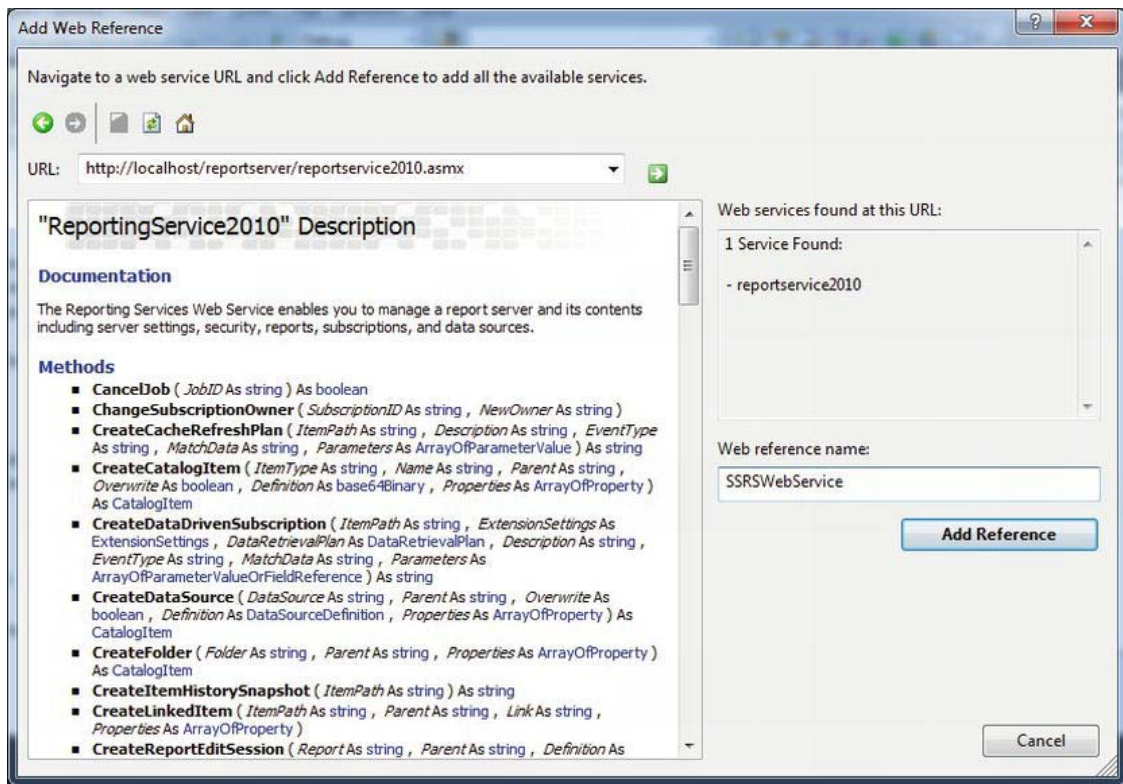 Add Web Reference
Navigate to a web service URL and click Add Reference to add all the available services.
URL:
http://localhost/reportserver/reportservice2010.asmx
"ReportingService2010" Description
Documentation
The Reporting Services Web Service enables you to manage a report server and its contents
including server settings, security, reports, subscriptions, and data sources.
Methods
CancelJob ( JobID As string ) As boolean
ChangeSubscriptionOwner ( SubscriptionID As string , NewOwner As string )
CreateCacheRefreshPlan ( ItemPath As string , Description As string , EventType
As string , MatchData As string , Parameters As ArrayOfParameterValue ) As string
CreateCatalogItem ( ItemType As string , Name As string , Parent As string ,
Overwrite As boolean , Definition As base64Binary , Properties As ArrayOfProperty )
As CatalogItem
CreateDataDrivenSubscription ( ItemPath As string , ExtensionSettings As
ExtensionSettings , DataRetrievalPlan As DataRetrievalPlan , Description As string ,
EventType As string , MatchData As string , Parameters As
ArrayOfParameterValueOrFieldReference ) As string
CreateDataSource ( DataSource As string , Parent As string , Overwrite As
boolean , Definition As DataSourceDefinition , Properties As ArrayOfProperty ) As
CatalogItem
CreateFolder ( Folder As string , Parent As string , Properties As ArrayOfProperty )
As CatalogItem
CreateItemHistorySnapshot ( ItemPath As string ) As string
CreateLinkedItem ( ItemPath As string , Parent As string , Link As string ,
Properties As ArrayOfProperty )
CreateReportEditSession ( Report As string , Parent As string , Definition As
Web services found at this URL:
1 Service Found:
- reportservice2010
Web reference name:
SSRSWebService
Add Reference
Cancel